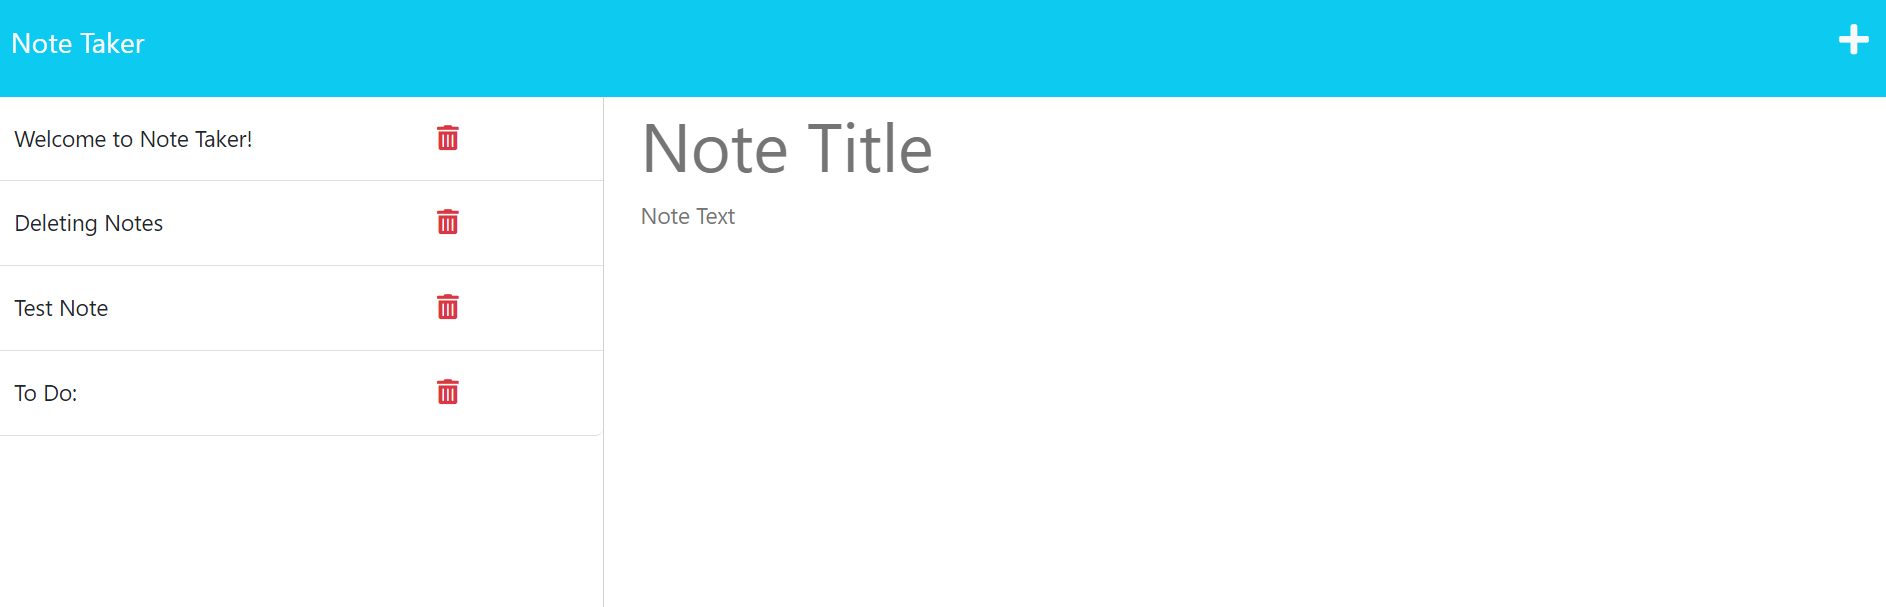 Note Taker
Welcome to Note Taker!
Deleting Notes
Test Note
To Do:
Note Title
Note Text